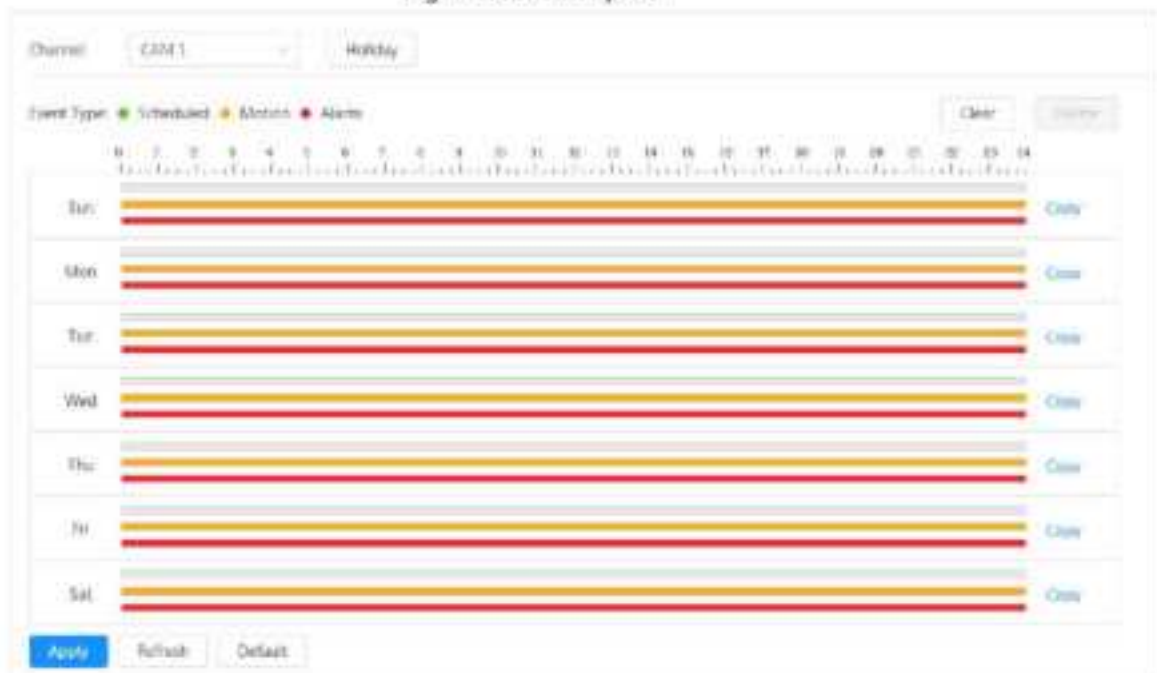 Channel CAM 1 Holiday
Event Type: Scheduled Motion Alarm Clear
0 1 2 3 4 5 6 7 8 9 10 11 12 13 14 15 16 17 18 19 20 21 22 23 24
Sun Copy
Mon Copy
Tue Copy
Wed Copy
Thu Copy
Fri Copy
Sat Copy
Apply Refresh Default